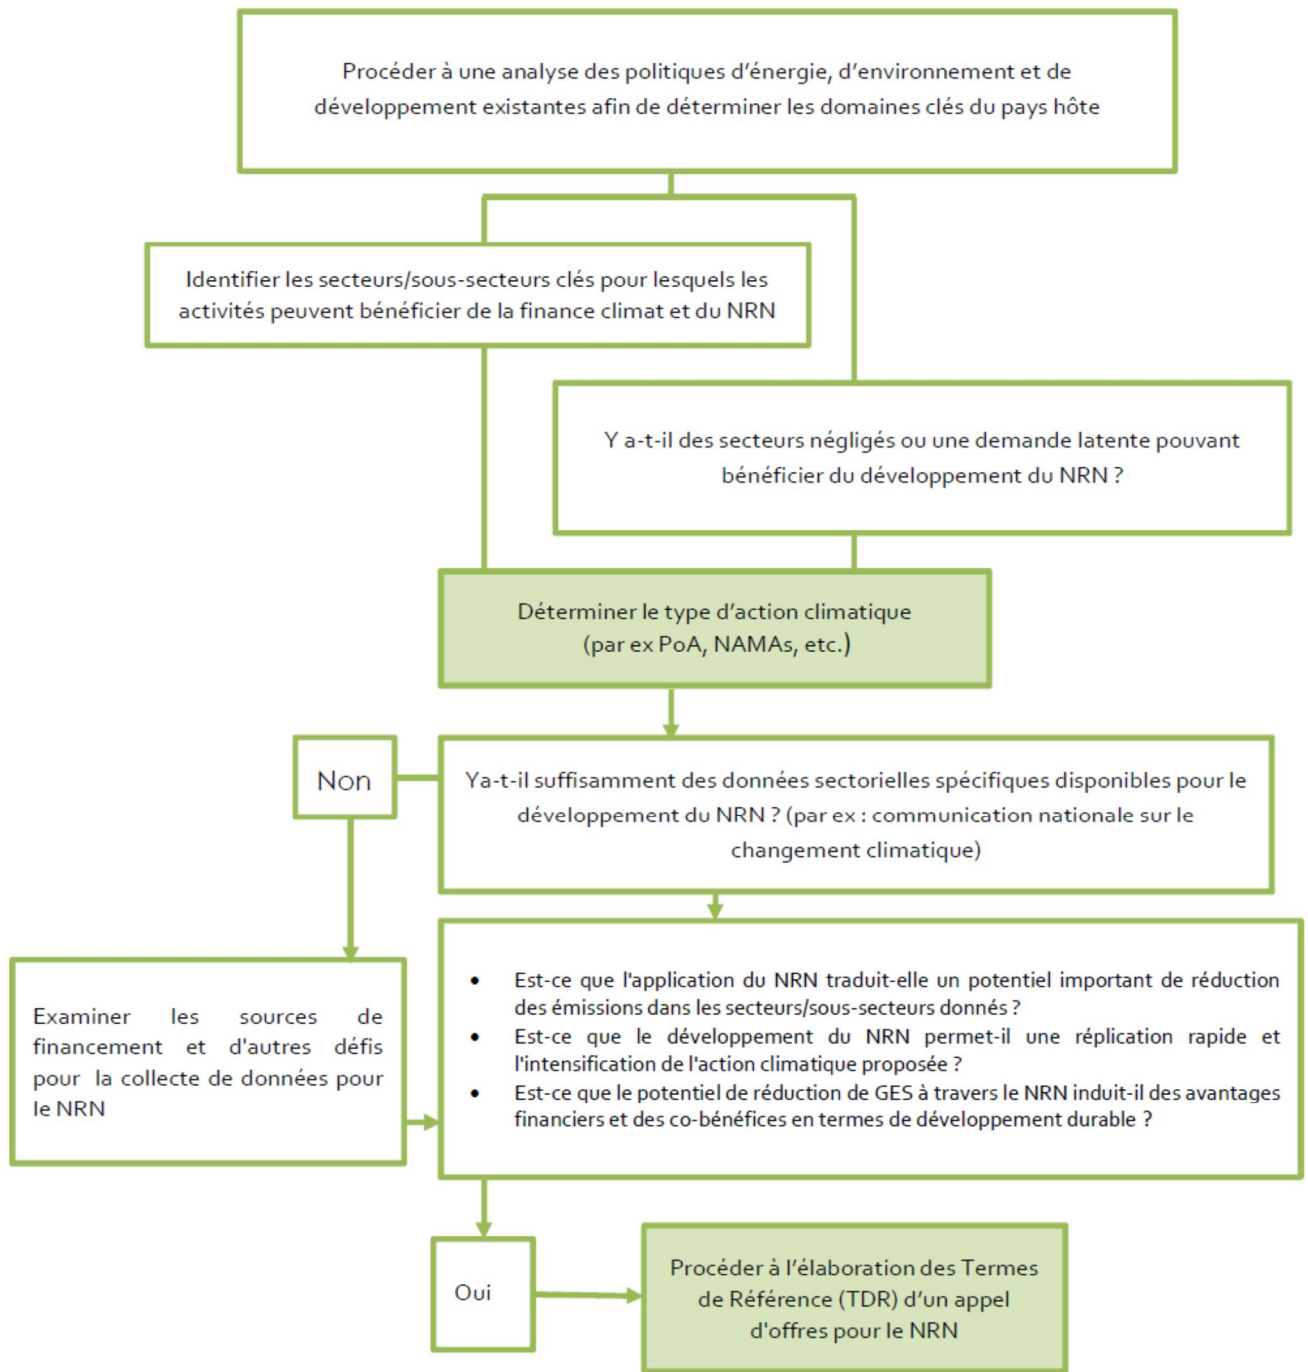 Procéder à une analyse des politiques d’énergie, d’environnement et de
développement existantes afin de déterminer les domaines clés du pays hôte
Identifier les secteurs/sous-secteurs clés pour lesquels les
activités peuvent bénéficier de la finance climat et du NRN
Y a-t-il des secteurs négligés ou une demande latente pouvant
bénéficier du développement du NRN ?
Déterminer le type d’action climatique
(par ex PoA, NAMAs, etc.)
Non
Ya-t-il suffisamment des données sectorielles spécifiques disponibles pour le
développement du NRN ? (par ex : communication nationale sur le
changement climatique)
Examiner les sources de
financement et d'autres défis
pour la collecte de données pour
le NRN
• Est-ce que l'application du NRN traduit-elle un potentiel important de réduction
des émissions dans les secteurs/sous-secteurs donnés ?
• Est-ce que le développement du NRN permet-il une réplication rapide et
l'intensification de l'action climatique proposée ?
• Est-ce que le potentiel de réduction de GES à travers le NRN induit-il des avantages
financiers et des co-bénéfices en termes de développement durable ?
Oui
Procéder à l’élaboration des Termes
de Référence (TDR) d’un appel
d'offres pour le NRN